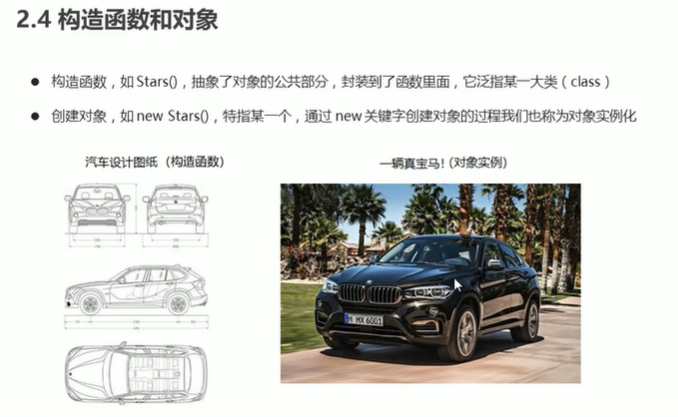 2.4 构造函数和对象
构造函数，如 Stars()，抽象了对象的公共部分，封装到了函数里面，它泛指某一大类（class）
创建对象，如 new Stars()，特指某一个，通过 new 关键字创建对象的过程我们也称为对象实例化
汽车设计图纸（构造函数）
一辆真宝马！（对象实例）
M MX 6001